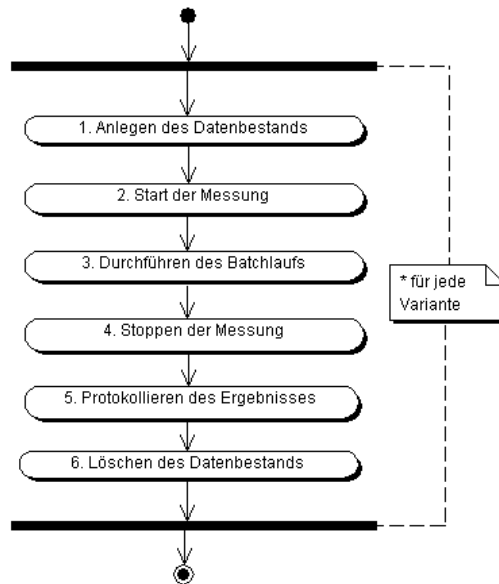 1. Anlegen des Datenbestands
2. Start der Messung
3. Durchführen des Batchlaufs
* für jede
Variante
4. Stoppen der Messung
5. Protokollieren des Ergebnisses
6. Löschen des Datenbestands